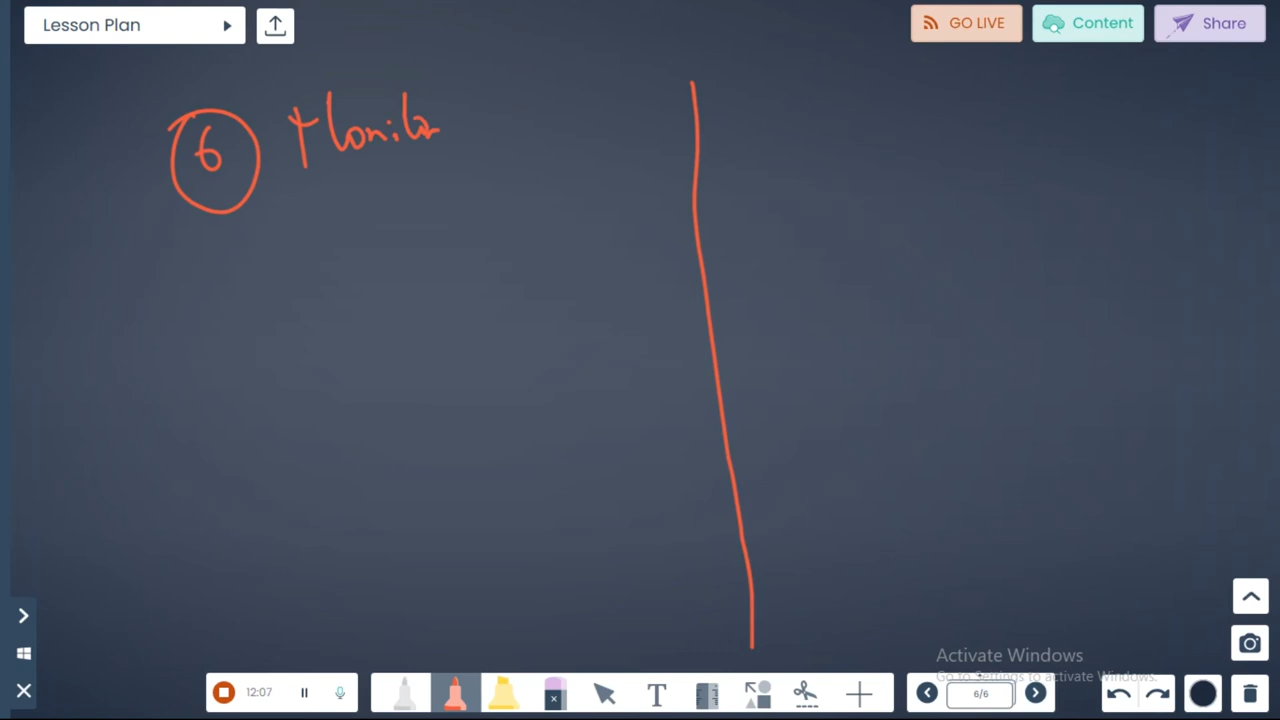 Lesson Plan
GO LIVE
Content
Share
6 Monitor
Activate Windows
Go to Settings to activate Windows.
12:07
T
6/6